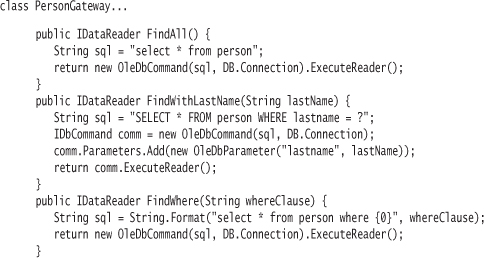 class PersonGateway...
public IDataReader FindAll() {
String sql = "select * from person";
return new OleDbCommand(sql, DB.Connection).ExecuteReader();
}
public IDataReader FindWithLastName(String lastName) {
String sql = "SELECT * FROM person WHERE lastname = ?";
IDbCommand comm = new OleDbCommand(sql, DB.Connection);
comm.Parameters.Add(new OleDbParameter("lastname", lastName));
return comm.ExecuteReader();
}
public IDataReader FindWhere(String whereClause) {
String sql = String.Format("select * from person where {0}", whereClause);
return new OleDbCommand(sql, DB.Connection).ExecuteReader();
}